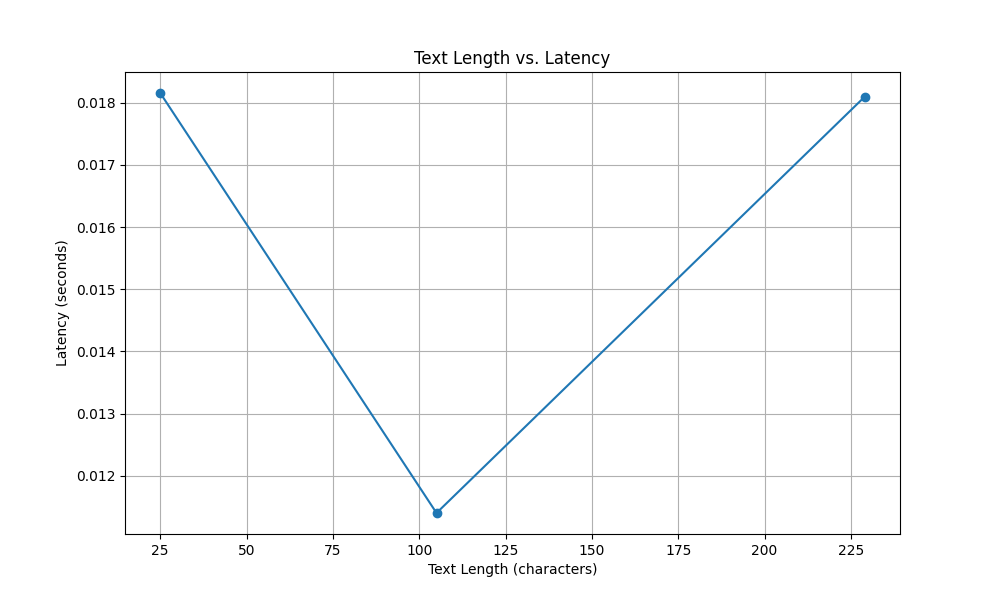 Text Length vs. Latency
0.018
0.017
0.016
0.015
0.014
0.013
0.012
Latency (seconds)
25 50 75 100 125 150 175 200 225
Text Length (characters)